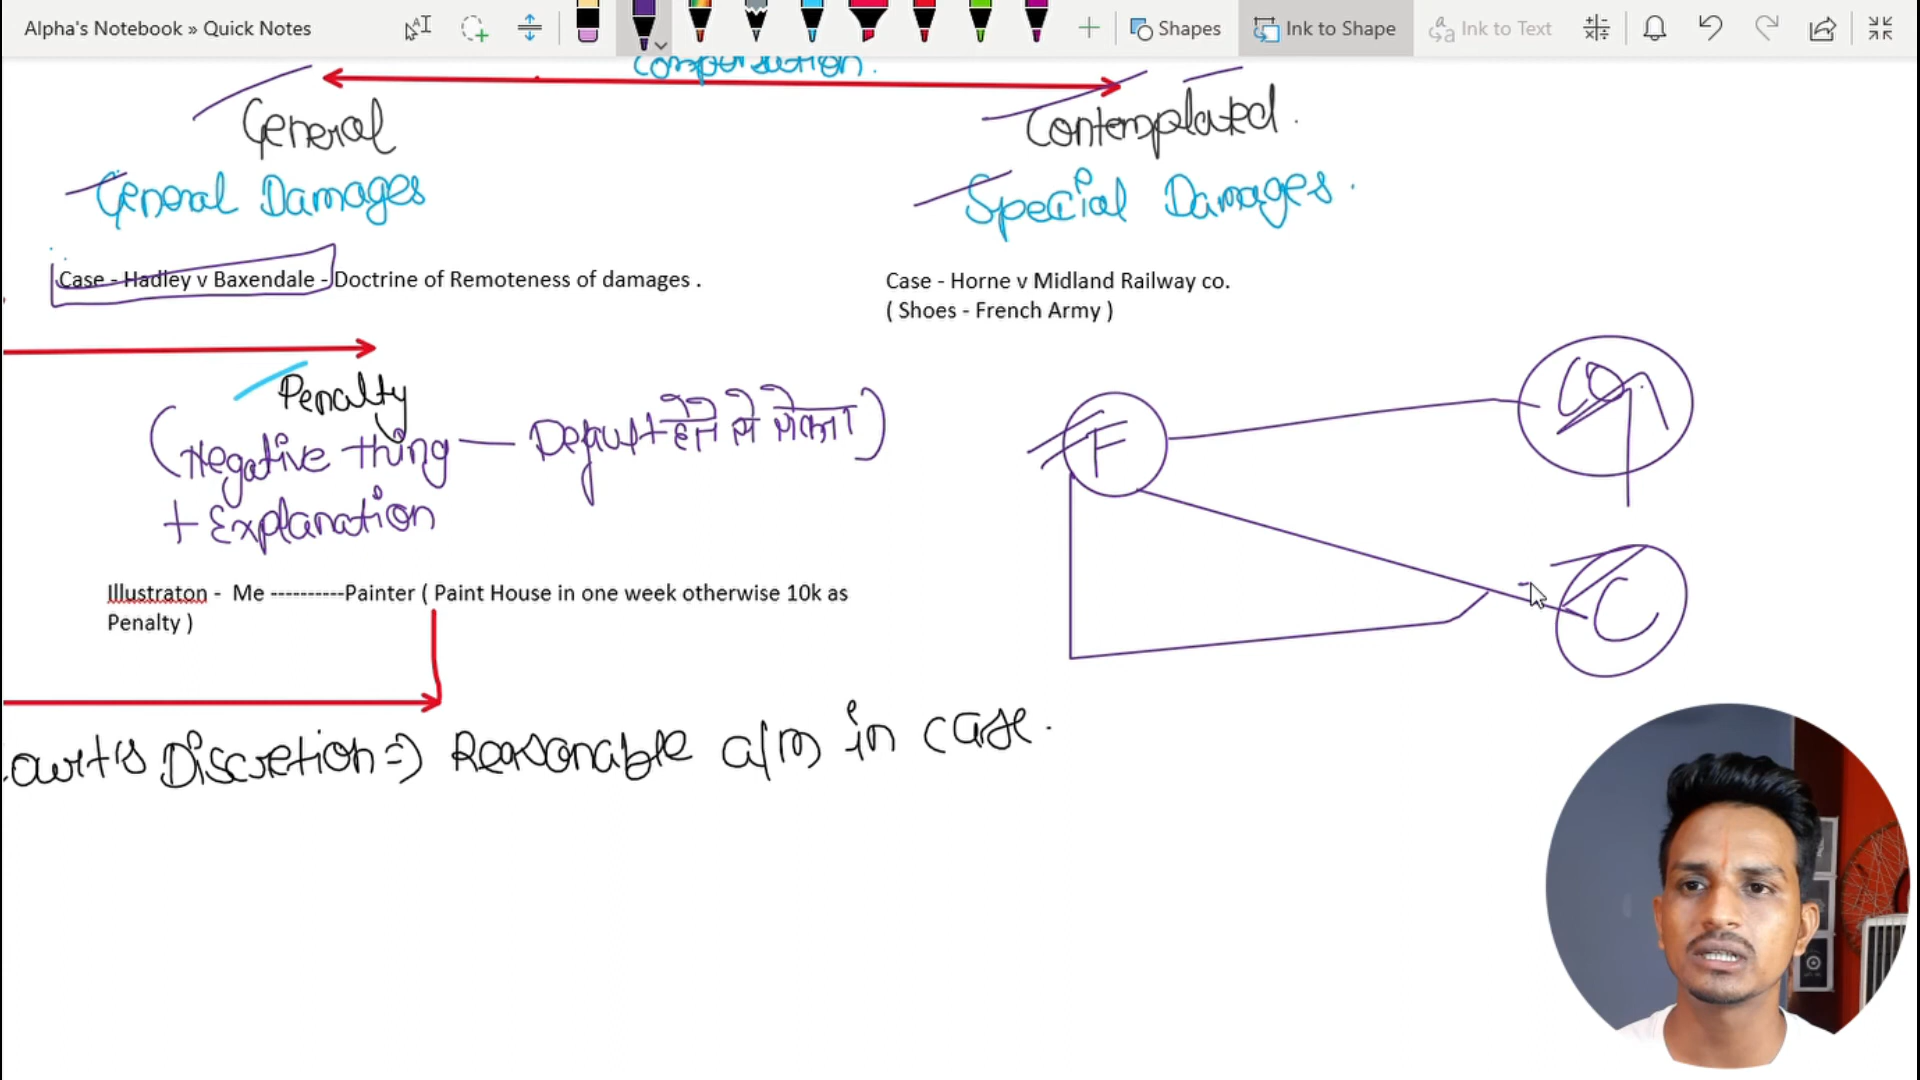 Alpha's Notebook » Quick Notes
Shapes
Ink to Shape
Ink to Text
Compensation.
General
Contemplated.
General Damages
Special Damages.
Case - Hadley v Baxendale - Doctrine of Remoteness of damages .
Case - Horne v Midland Railway co.
( Shoes - French Army )
Penalty
(Negative thing — Default देने से रोकना)
+ Explanation
F
Co
C
Illustraton - Me ----------Painter ( Paint House in one week otherwise 10k as
Penalty )
ourt's Discretion => Reasonable a/m in case.